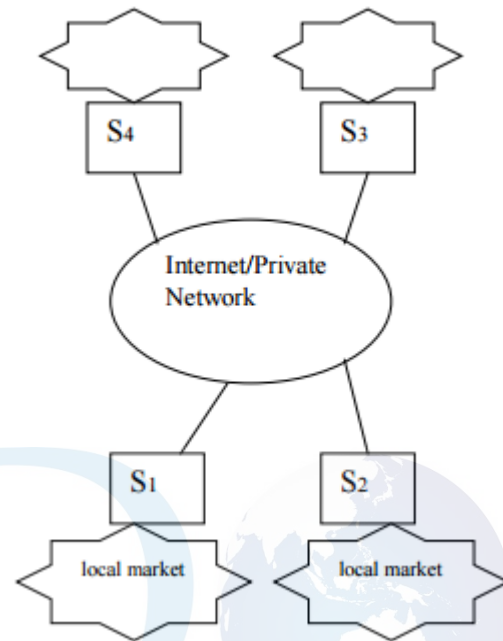 S4
S3
Internet/Private
Network
S1
S2
local market
local market